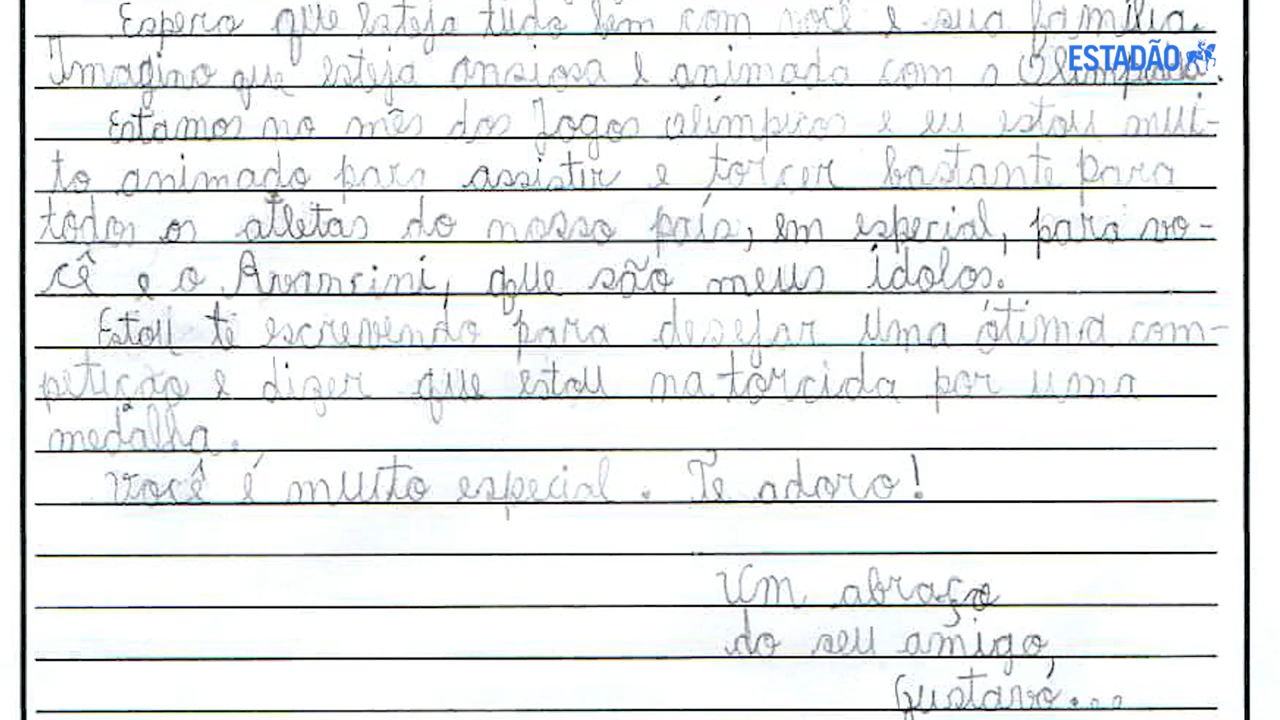 Espero que esteja tudo bem com você e sua família.
ESTADÃO
Imagino que esteja ansiosa e animada com a Olimpíada.
Estamos no mês dos Jogos olímpicos e eu estou mui-
to animado para assistir e torcer bastante para
todos os atletas do nosso país, em especial, para vo-
cê e o Avancini, que são meus ídolos.
Estou te escrevendo para desejar uma ótima com-
petição e dizer que estou na torcida por uma
medalha.
Você é muito especial. Te adoro!
Um abraço
do seu amigo,
Gustavo...